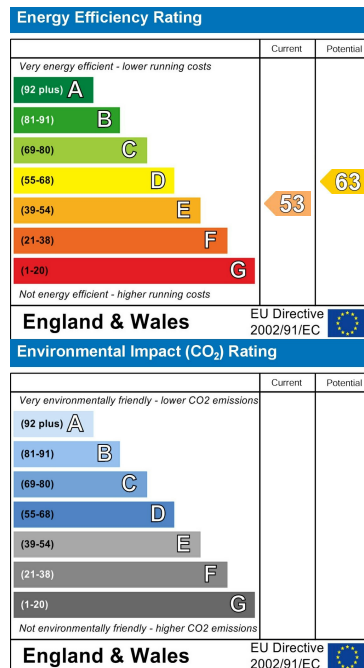 Energy Efficiency Rating
Current Potential
Very energy efficient - lower running costs
(92 plus) A
(81-91) B
(69-80) C
(55-68) D
(39-54) E
53
63
(21-38) F
(1-20) G
Not energy efficient - higher running costs
England & Wales
EU Directive
2002/91/EC
Environmental Impact (CO₂) Rating
Current Potential
Very environmentally friendly - lower CO2 emissions
(92 plus) A
(81-91) B
(69-80) C
(55-68) D
(39-54) E
(21-38) F
(1-20) G
Not environmentally friendly - higher CO2 emissions
England & Wales
EU Directive
2002/91/EC